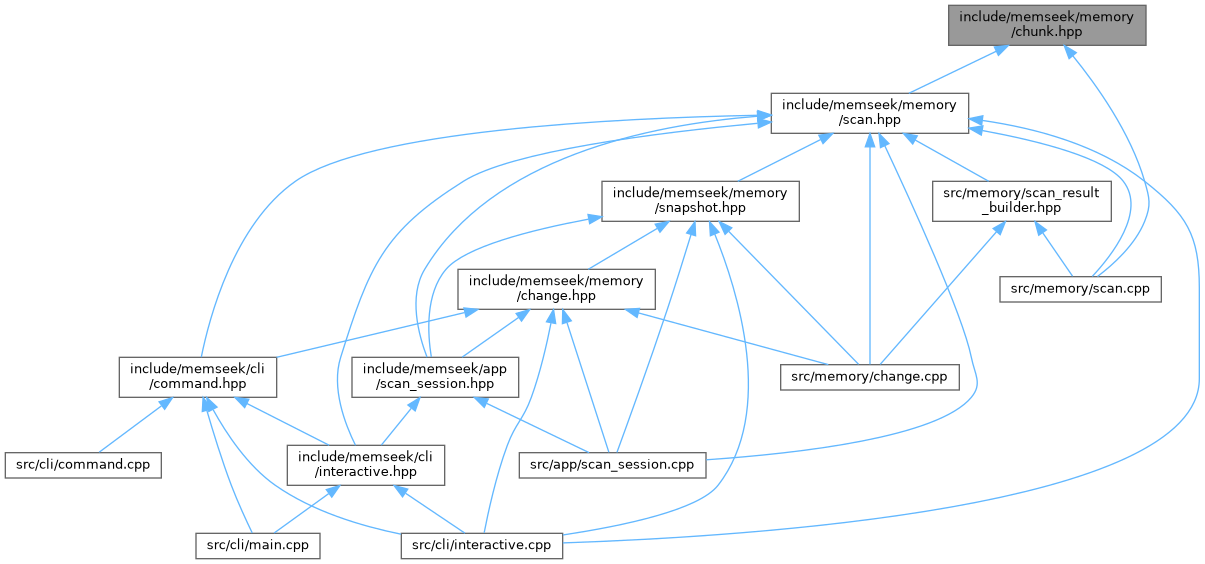 include/memseek/memory
/chunk.hpp
include/memseek/memory
/scan.hpp
include/memseek/memory
/snapshot.hpp
src/memory/scan_result
_builder.hpp
include/memseek/memory
/change.hpp
src/memory/scan.cpp
include/memseek/cli
/command.hpp
include/memseek/app
/scan_session.hpp
src/memory/change.cpp
src/cli/command.cpp
include/memseek/cli
/interactive.hpp
src/app/scan_session.cpp
src/cli/main.cpp
src/cli/interactive.cpp